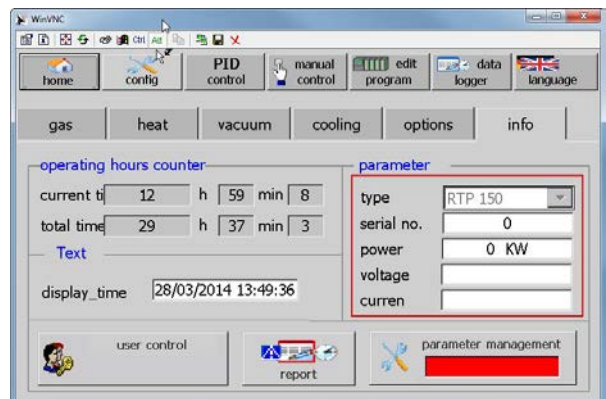 WinVNC
Ctrl Alt
home config PID control manual control edit program data logger language
gas heat vacuum cooling options info
operating hours counter
current ti 12 h 59 min 8
total time 29 h 37 min 3
Text
display_time 28/03/2014 13:49:36
parameter
type RTP 150
serial no. 0
power 0 KW
voltage
curren
user control
report
parameter management